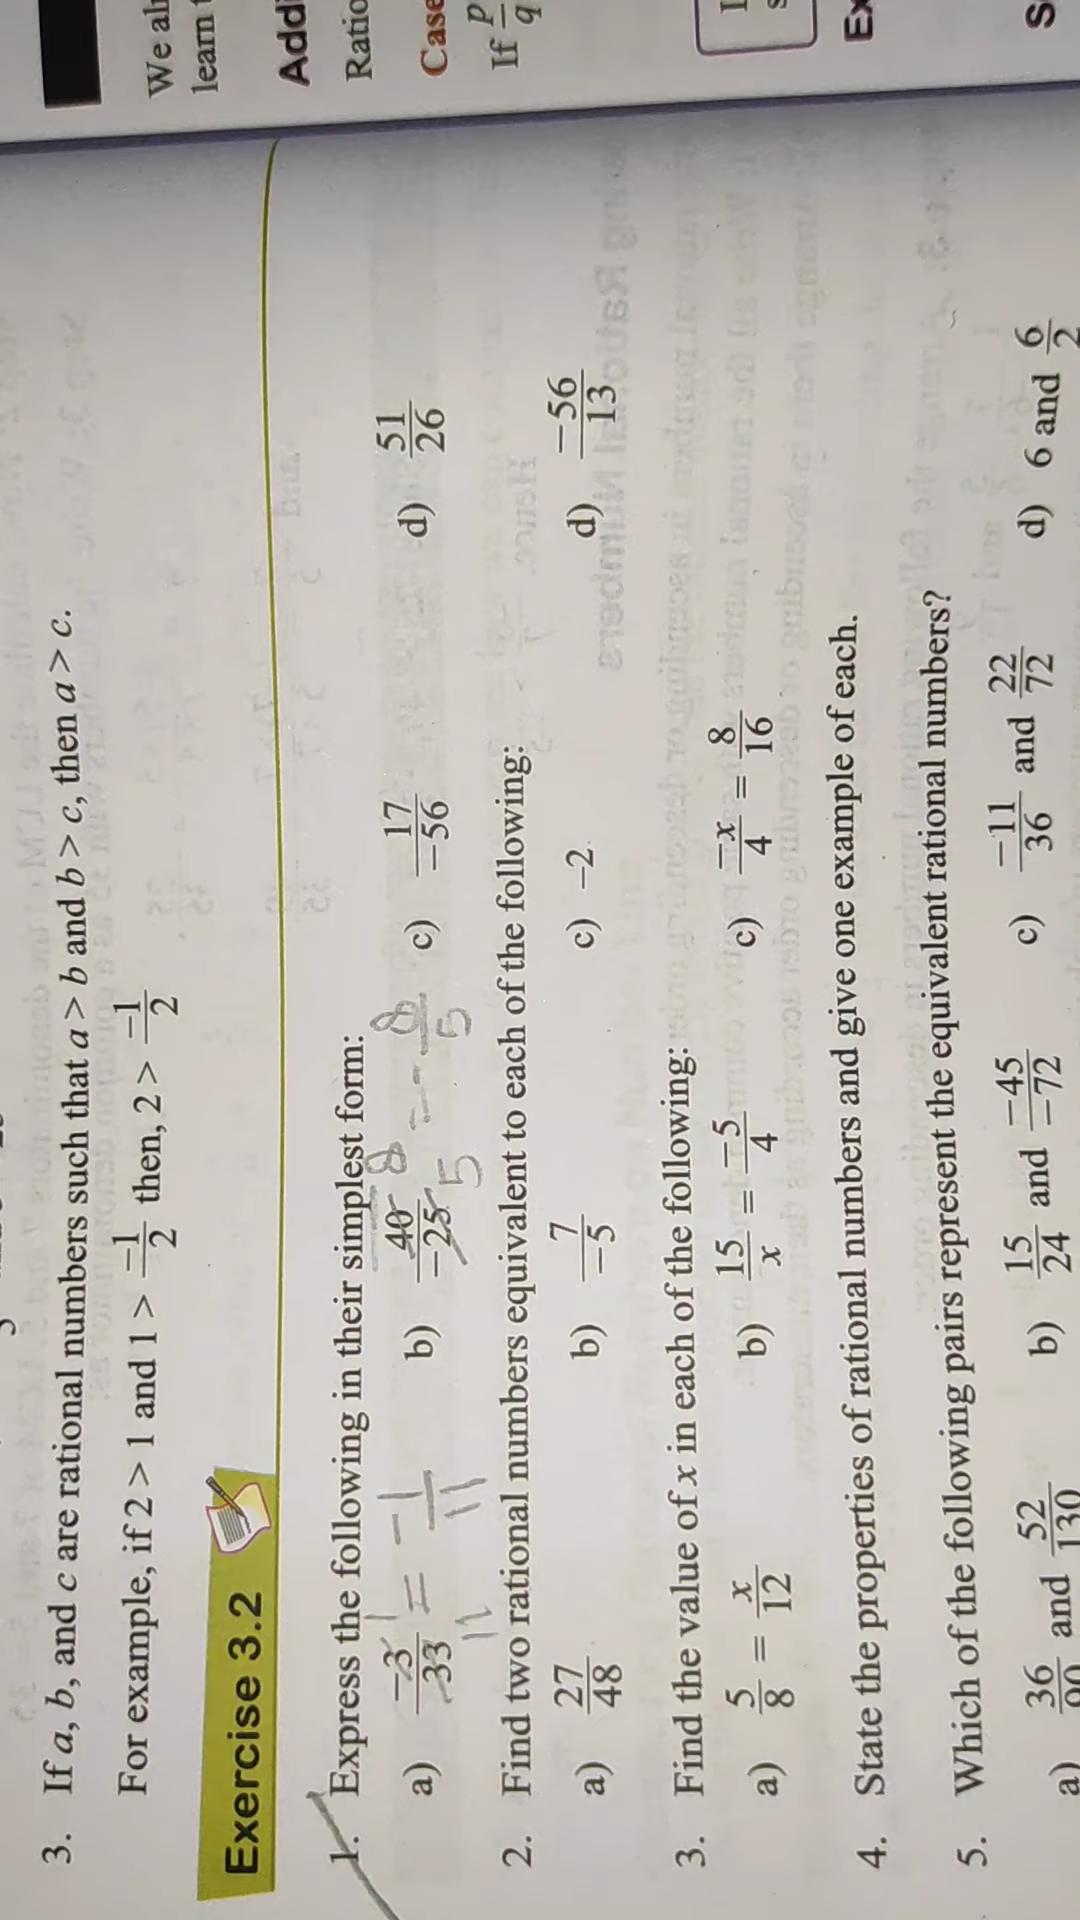 3. If a, b, and c are rational numbers such that a > b and b > c, then a > c.
For example, if 2 > 1 and 1 > −1/2 then, 2 > −1/2
Exercise 3.2
1. Express the following in their simplest form:
a) −3/33 1 11 = −1/11 b) 40/−25 8 5 = −8/5 c) 17/−56 d) 51/26
2. Find two rational numbers equivalent to each of the following:
a) 27/48 b) 7/−5 c) −2 d) −56/13
3. Find the value of x in each of the following:
a) 5/8 = x/12 b) 15/x = −5/4 c) −x/4 = 8/16
4. State the properties of rational numbers and give one example of each.
5. Which of the following pairs represent the equivalent rational numbers?
a) 36/90 and 52/130 b) 15/24 and −45/−72 c) −11/36 and 22/72 d) 6 and 6/2
We al
learn
Addi
Ratio
Case
If p/q
Ex